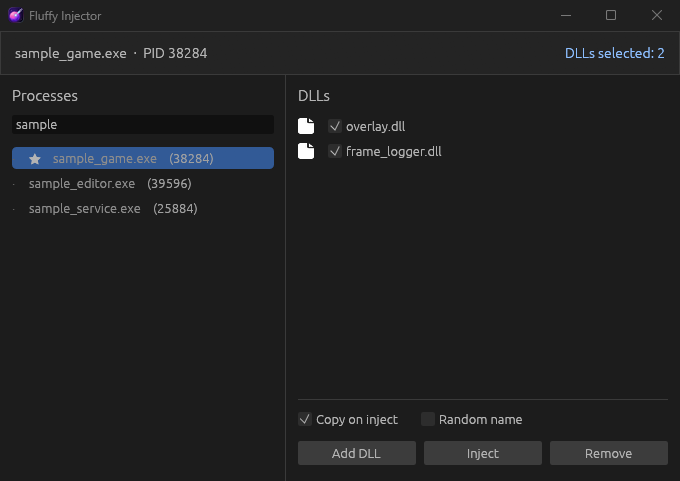 Fluffy Injector
sample_game.exe · PID 38284
DLLs selected: 2
Processes
sample
sample_game.exe (38284)
· sample_editor.exe (39596)
· sample_service.exe (25884)
DLLs
overlay.dll
frame_logger.dll
Copy on inject
Random name
Add DLL
Inject
Remove